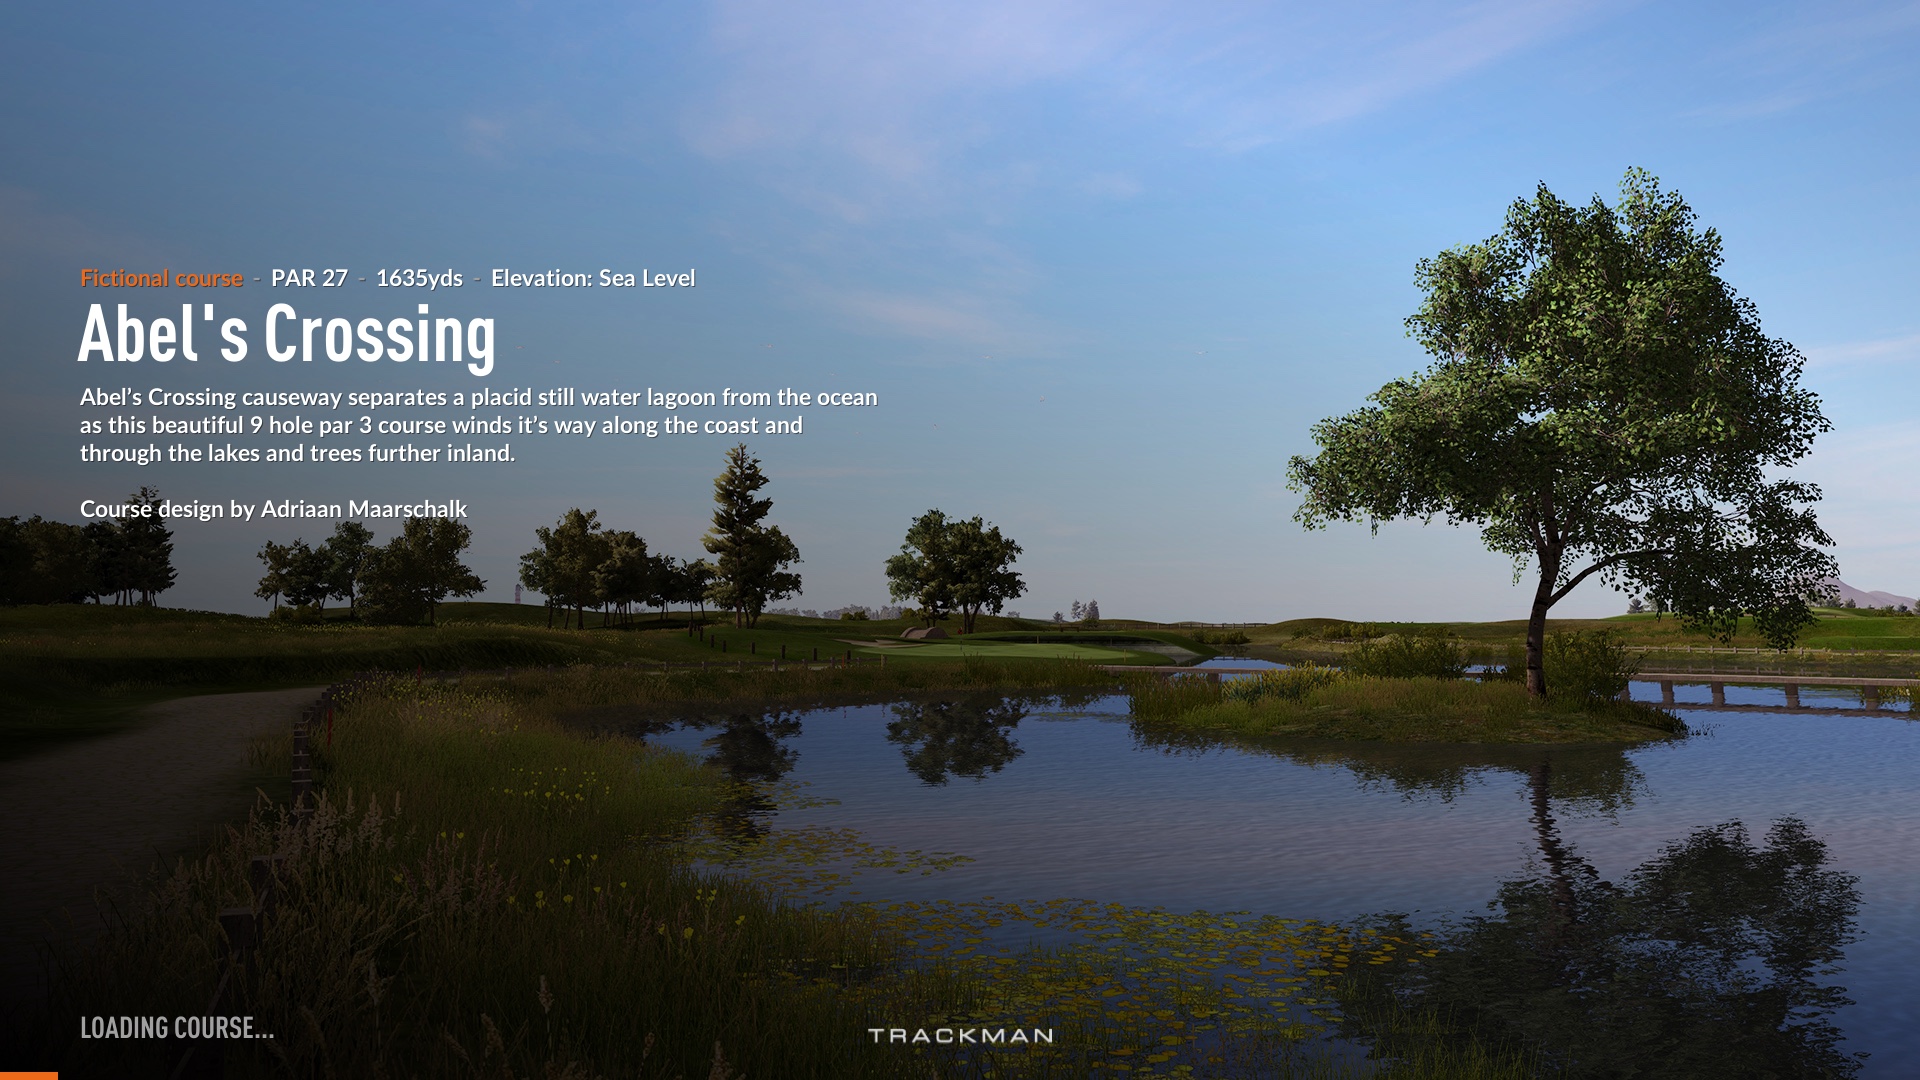 Fictional course - PAR 27 - 1635yds - Elevation: Sea Level
Abel's Crossing
Abel’s Crossing causeway separates a placid still water lagoon from the ocean
as this beautiful 9 hole par 3 course winds it’s way along the coast and
through the lakes and trees further inland.
Course design by Adriaan Maarschalk
LOADING COURSE...
TRACKMAN